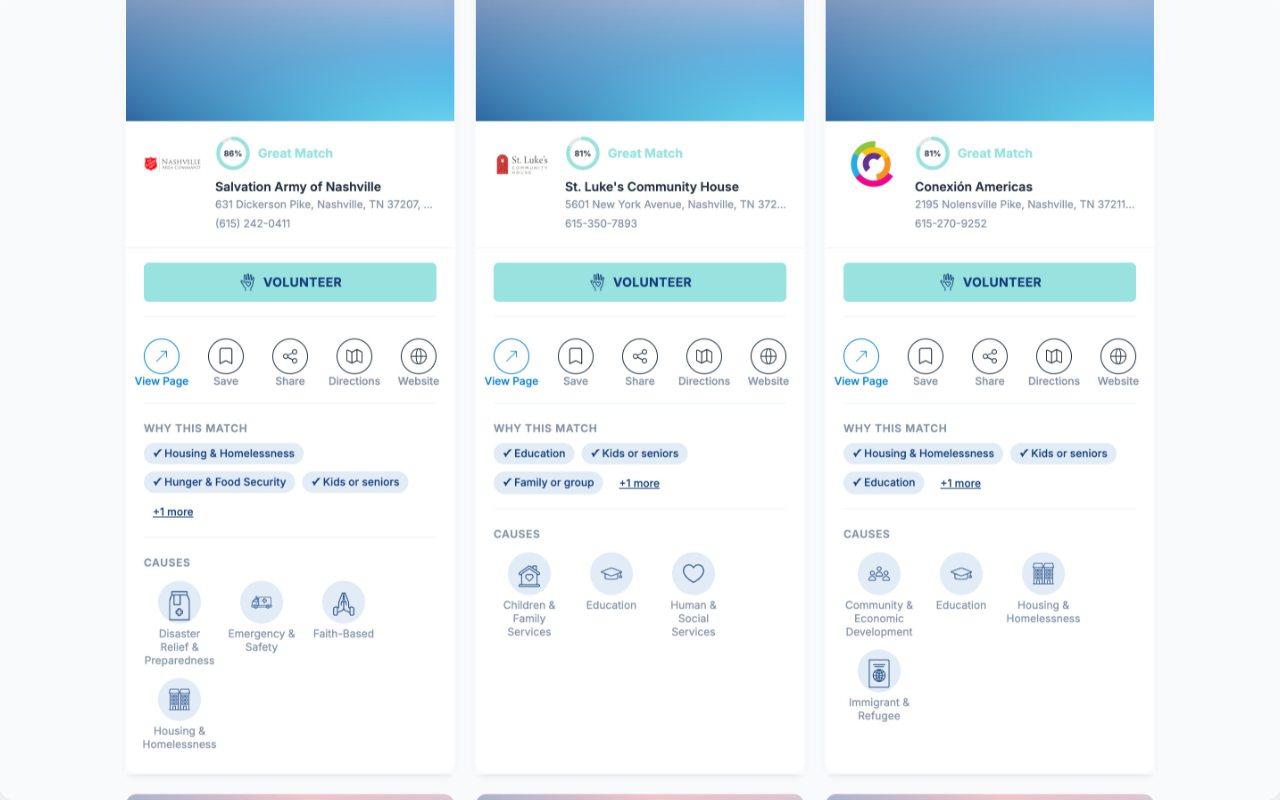 NASHVILLE
AREA COMMAND
86%
Great Match
Salvation Army of Nashville
631 Dickerson Pike, Nashville, TN 37207, ...
(615) 242-0411
VOLUNTEER
View Page
Save
Share
Directions
Website
WHY THIS MATCH
✓ Housing & Homelessness
✓ Hunger & Food Security
✓ Kids or seniors
+1 more
CAUSES
Disaster
Relief &
Preparedness
Emergency &
Safety
Faith-Based
Housing &
Homelessness
St. Luke's
COMMUNITY
HOUSE
81%
Great Match
St. Luke's Community House
5601 New York Avenue, Nashville, TN 372...
615-350-7893
VOLUNTEER
View Page
Save
Share
Directions
Website
WHY THIS MATCH
✓ Education
✓ Kids or seniors
✓ Family or group
+1 more
CAUSES
Children &
Family
Services
Education
Human &
Social
Services
81%
Great Match
Conexión Americas
2195 Nolensville Pike, Nashville, TN 37211...
615-270-9252
VOLUNTEER
View Page
Save
Share
Directions
Website
WHY THIS MATCH
✓ Housing & Homelessness
✓ Kids or seniors
✓ Education
+1 more
CAUSES
Community &
Economic
Development
Education
Housing &
Homelessness
Immigrant &
Refugee